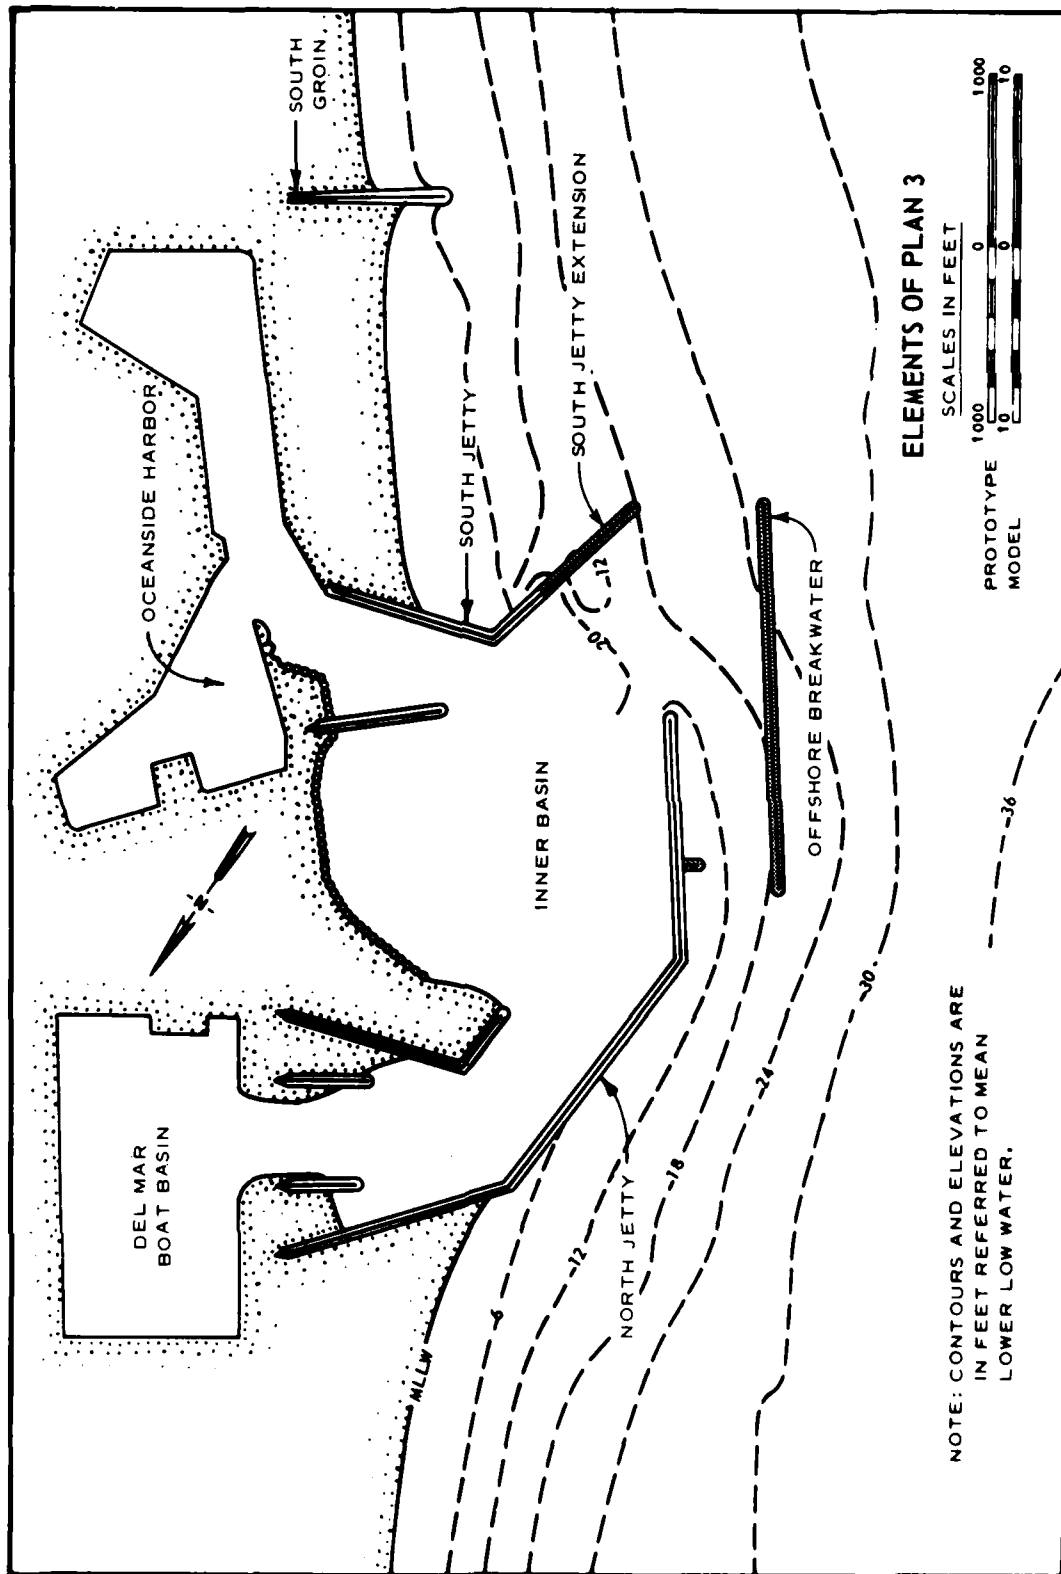 SOUTH
GROIN
OCEANSIDE HARBOR
SOUTH JETTY
SOUTH JETTY EXTENSION
-12
-20
INNER BASIN
N
DEL MAR
BOAT BASIN
MLLW
-6
-12
-18
-24
-30
-36
NORTH JETTY
OFFSHORE BREAKWATER
ELEMENTS OF PLAN 3
SCALES IN FEET
PROTOTYPE 1000 0 1000
MODEL 10 0 10
NOTE: CONTOURS AND ELEVATIONS ARE
IN FEET REFERRED TO MEAN
LOWER LOW WATER.